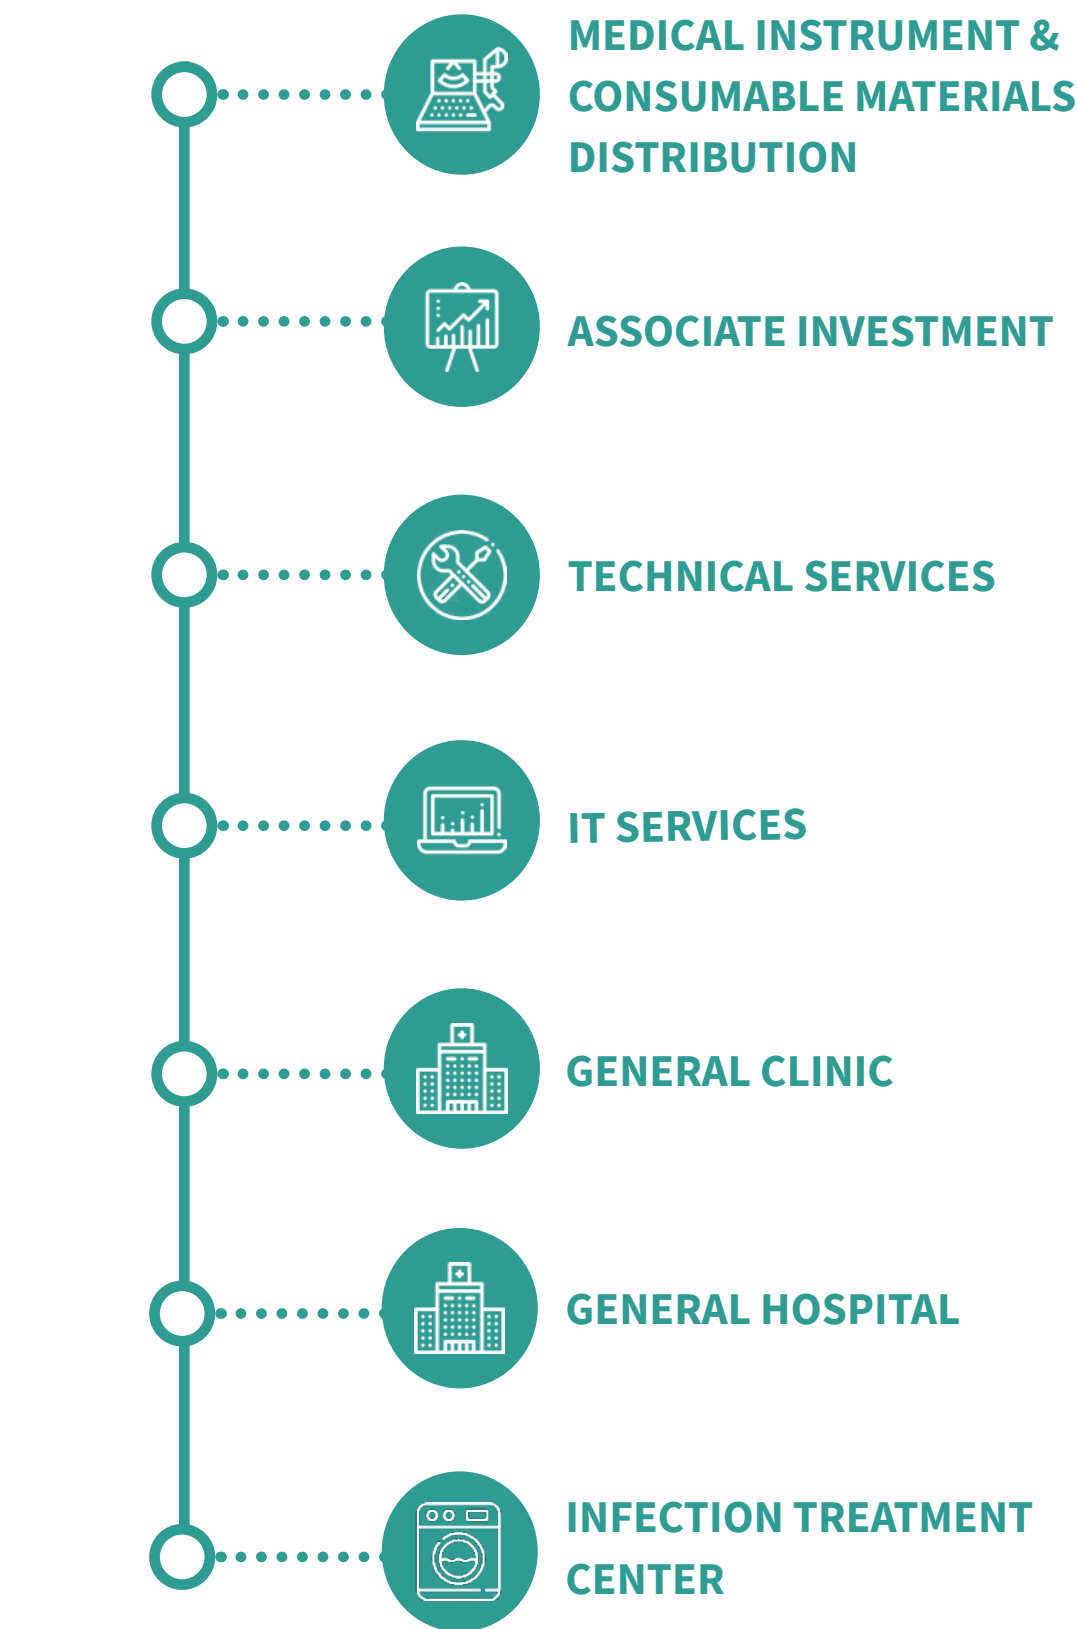 MEDICAL INSTRUMENT &
CONSUMABLE MATERIALS
DISTRIBUTION
ASSOCIATE INVESTMENT
TECHNICAL SERVICES
IT SERVICES
GENERAL CLINIC
GENERAL HOSPITAL
INFECTION TREATMENT
CENTER